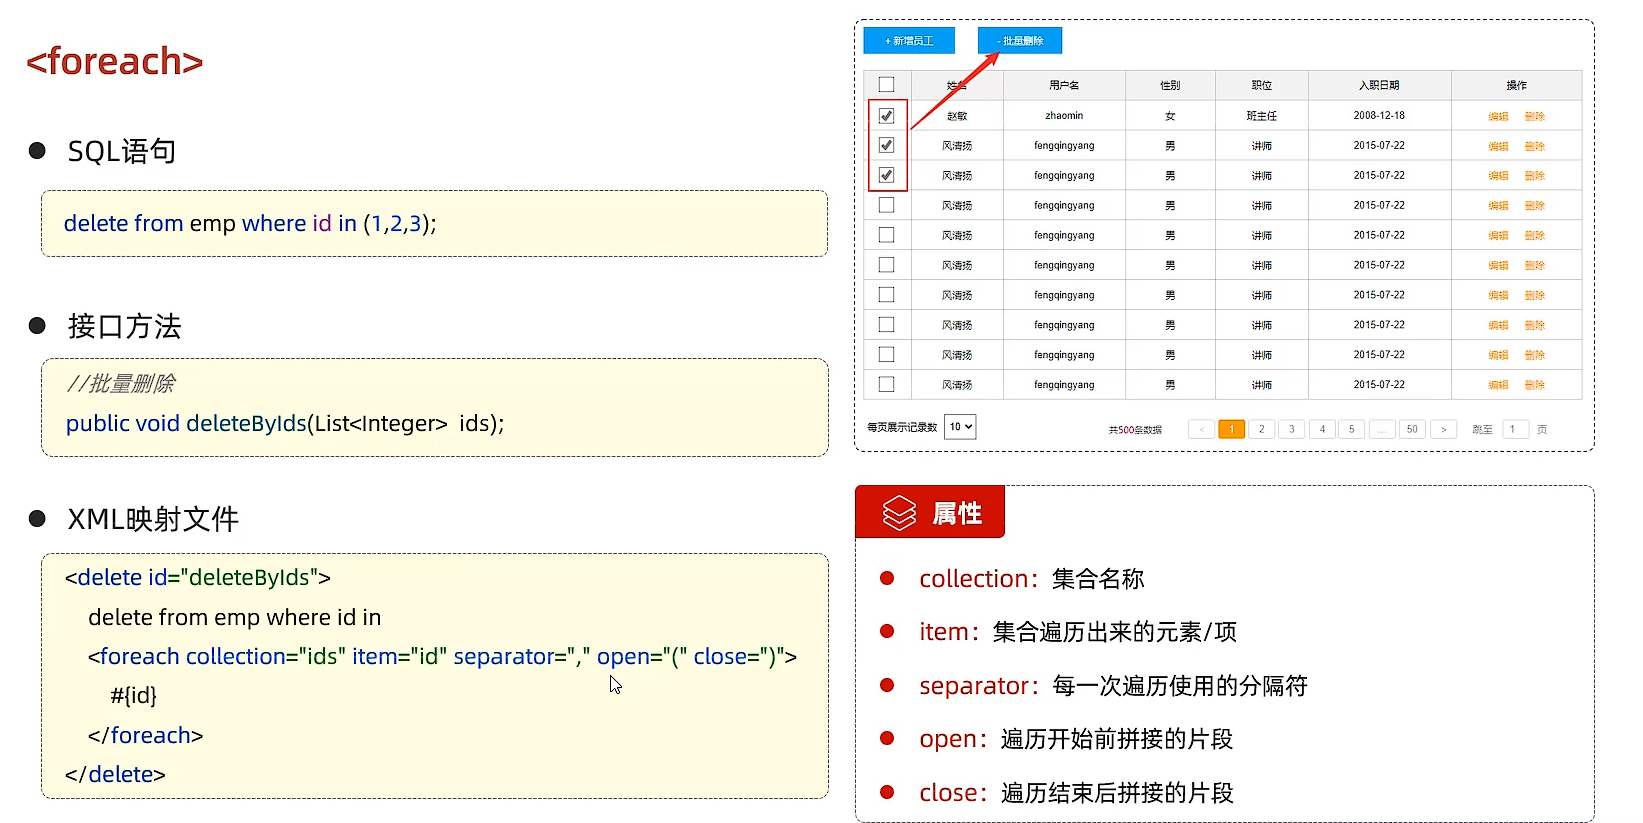 <foreach>
SQL语句
delete from emp where id in (1,2,3);
接口方法
//批量删除
public void deleteByIds(List<Integer> ids);
XML映射文件
<delete id="deleteByIds">
delete from emp where id in
<foreach collection="ids" item="id" separator="," open="(" close=")">
#{id}
</foreach>
</delete>
+ 新增员工 - 批量删除
姓名 用户名 性别 职位 入职日期 操作
赵敏 zhaomin 女 班主任 2008-12-18 编辑 删除
风清扬 fengqingyang 男 讲师 2015-07-22 编辑 删除
风清扬 fengqingyang 男 讲师 2015-07-22 编辑 删除
风清扬 fengqingyang 男 讲师 2015-07-22 编辑 删除
风清扬 fengqingyang 男 讲师 2015-07-22 编辑 删除
风清扬 fengqingyang 男 讲师 2015-07-22 编辑 删除
风清扬 fengqingyang 男 讲师 2015-07-22 编辑 删除
风清扬 fengqingyang 男 讲师 2015-07-22 编辑 删除
风清扬 fengqingyang 男 讲师 2015-07-22 编辑 删除
风清扬 fengqingyang 男 讲师 2015-07-22 编辑 删除
每页展示记录数 10 共500条数据 < 1 2 3 4 5 ... 50 > 跳至 1 页
属性
collection：集合名称
item：集合遍历出来的元素/项
separator：每一次遍历使用的分隔符
open：遍历开始前拼接的片段
close：遍历结束后拼接的片段